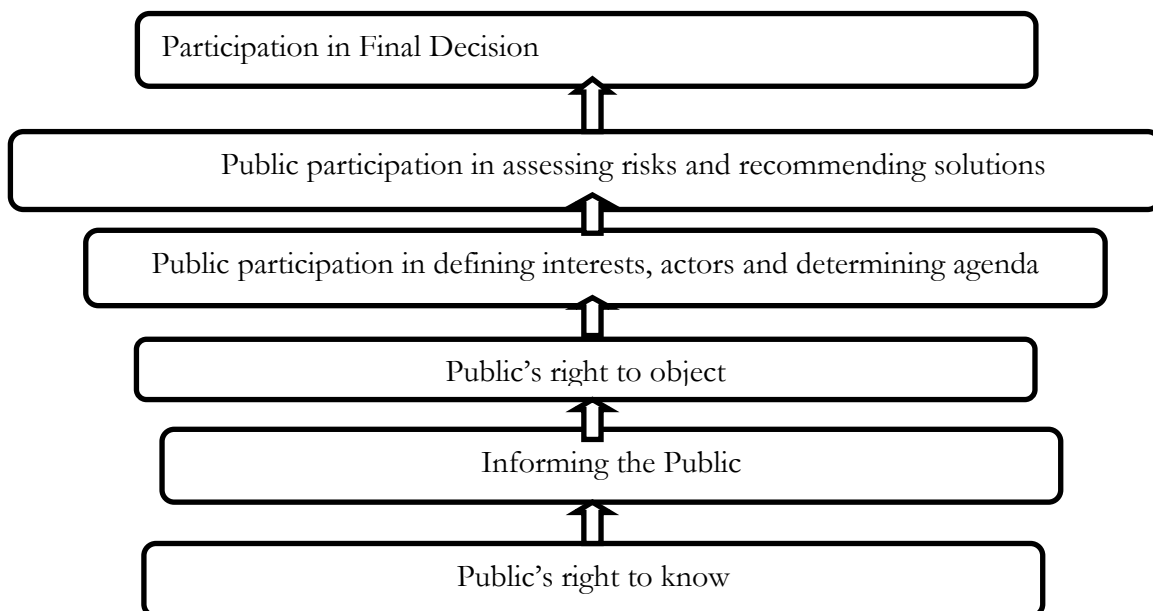 Participation in Final Decision
Public participation in assessing risks and recommending solutions
Public participation in defining interests, actors and determining agenda
Public’s right to object
Informing the Public
Public’s right to know